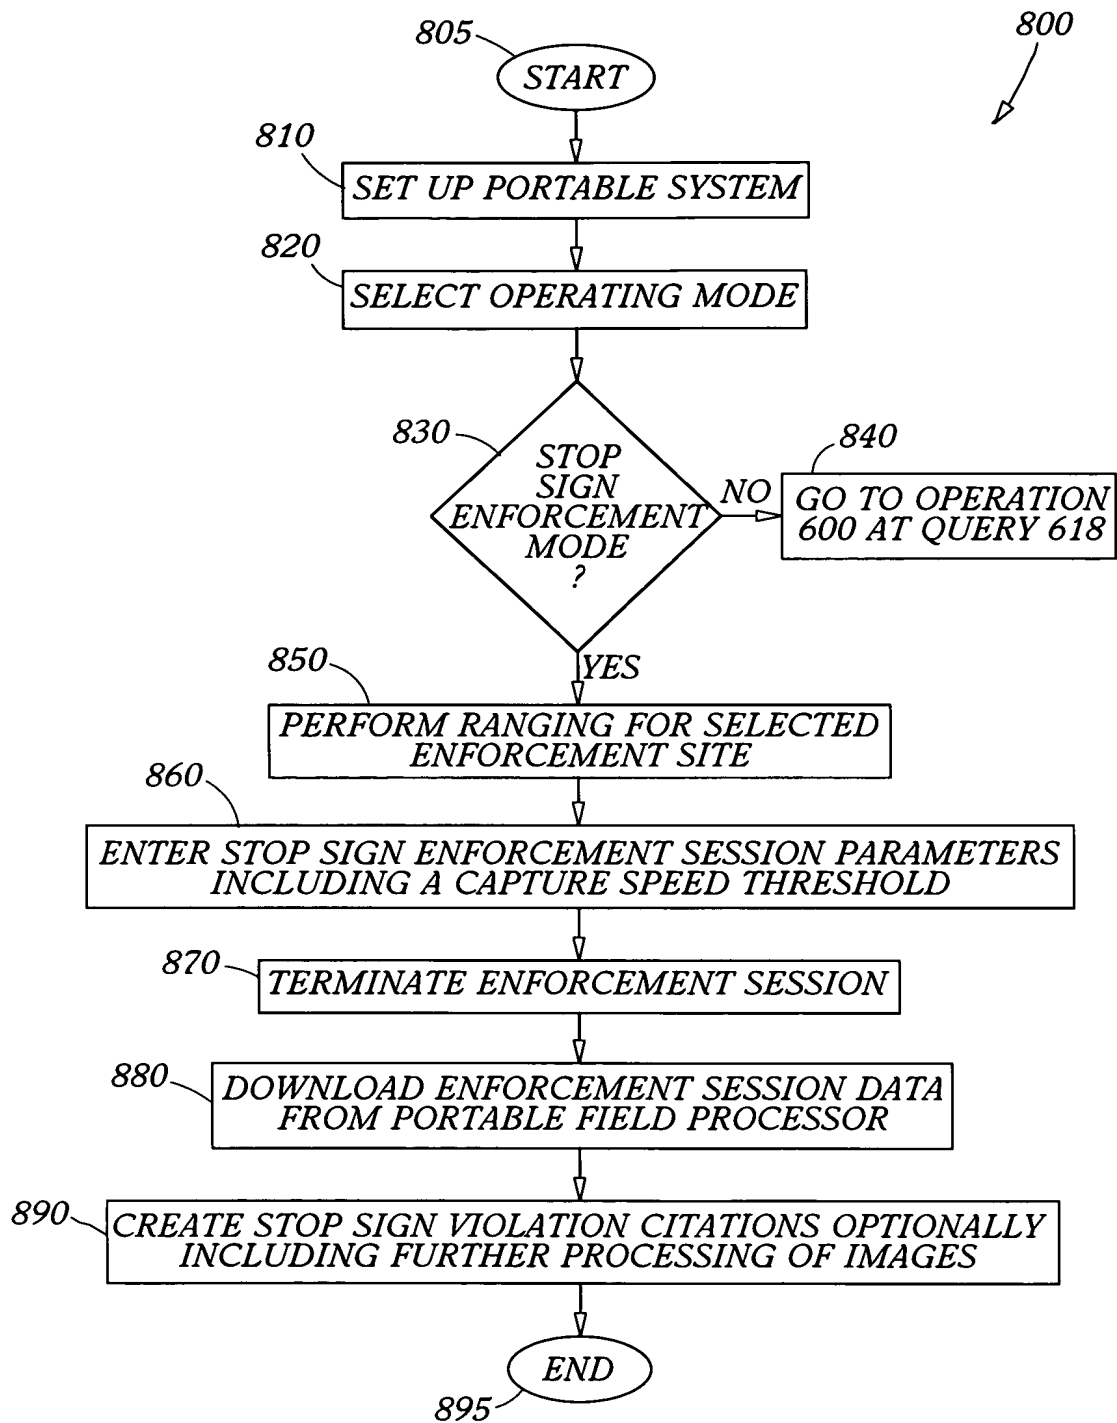 800
805
START
810
SET UP PORTABLE SYSTEM
820
SELECT OPERATING MODE
830
STOP
SIGN
ENFORCEMENT
MODE
?
NO
840
GO TO OPERATION
600 AT QUERY 618
YES
850
PERFORM RANGING FOR SELECTED
ENFORCEMENT SITE
860
ENTER STOP SIGN ENFORCEMENT SESSION PARAMETERS
INCLUDING A CAPTURE SPEED THRESHOLD
870
TERMINATE ENFORCEMENT SESSION
880
DOWNLOAD ENFORCEMENT SESSION DATA
FROM PORTABLE FIELD PROCESSOR
890
CREATE STOP SIGN VIOLATION CITATIONS OPTIONALLY
INCLUDING FURTHER PROCESSING OF IMAGES
END
895